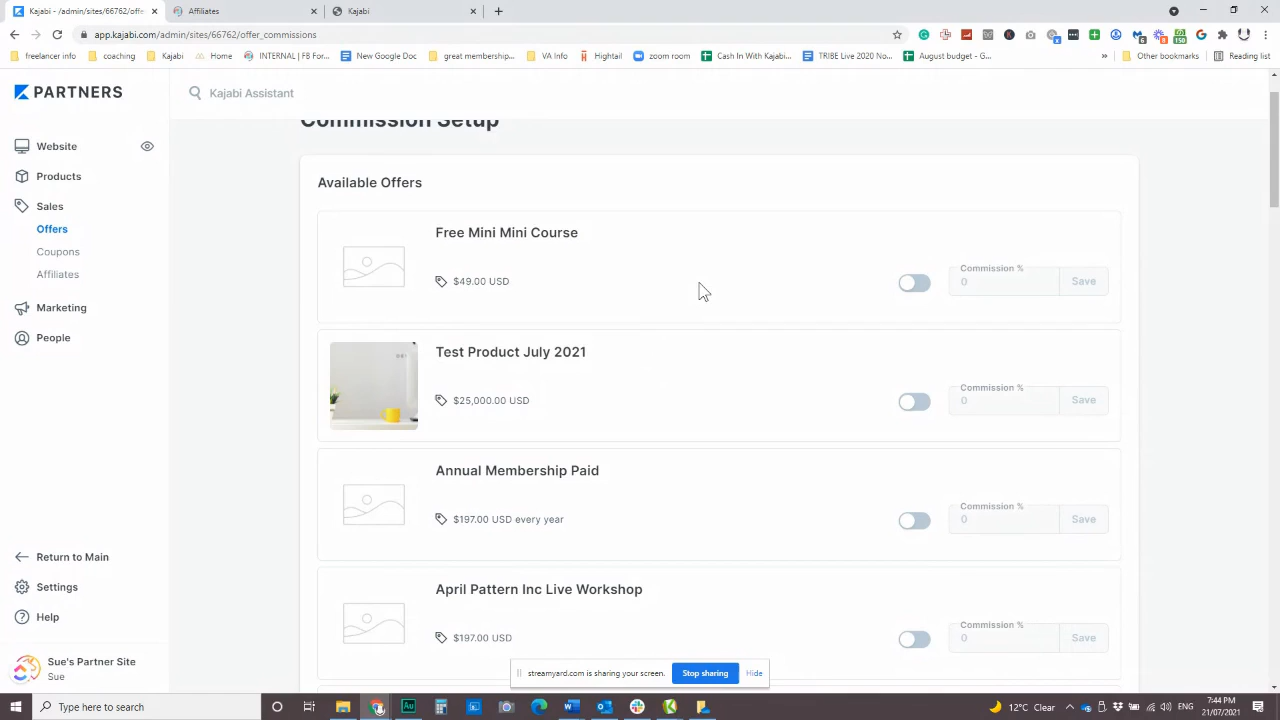 Kajabi - /admin/sites/66762/offe
Affiliates
Kajabi
app.kajabi.com/admin/sites/66762/offer_commissions
freelancer info
coaching
Kajabi
Home
INTERNAL | FB For...
New Google Doc
great membership...
VA Info
Hightail
zoom room
Cash In With Kajabi...
TRIBE Live 2020 No...
August budget - G...
»
Other bookmarks
Reading list
PARTNERS
Kajabi Assistant
Website
Products
Sales
Offers
Coupons
Affiliates
Marketing
People
Return to Main
Settings
Help
Sue's Partner Site
Sue
Commission Setup
Available Offers
Free Mini Mini Course
$49.00 USD
Commission %
0
Save
Test Product July 2021
$25,000.00 USD
Commission %
0
Save
Annual Membership Paid
$197.00 USD every year
Commission %
0
Save
April Pattern Inc Live Workshop
$197.00 USD
Commission %
0
Save
streamyard.com is sharing your screen.
Stop sharing
Hide
Type here to search
12°C Clear
ENG
7:44 PM
21/07/2021